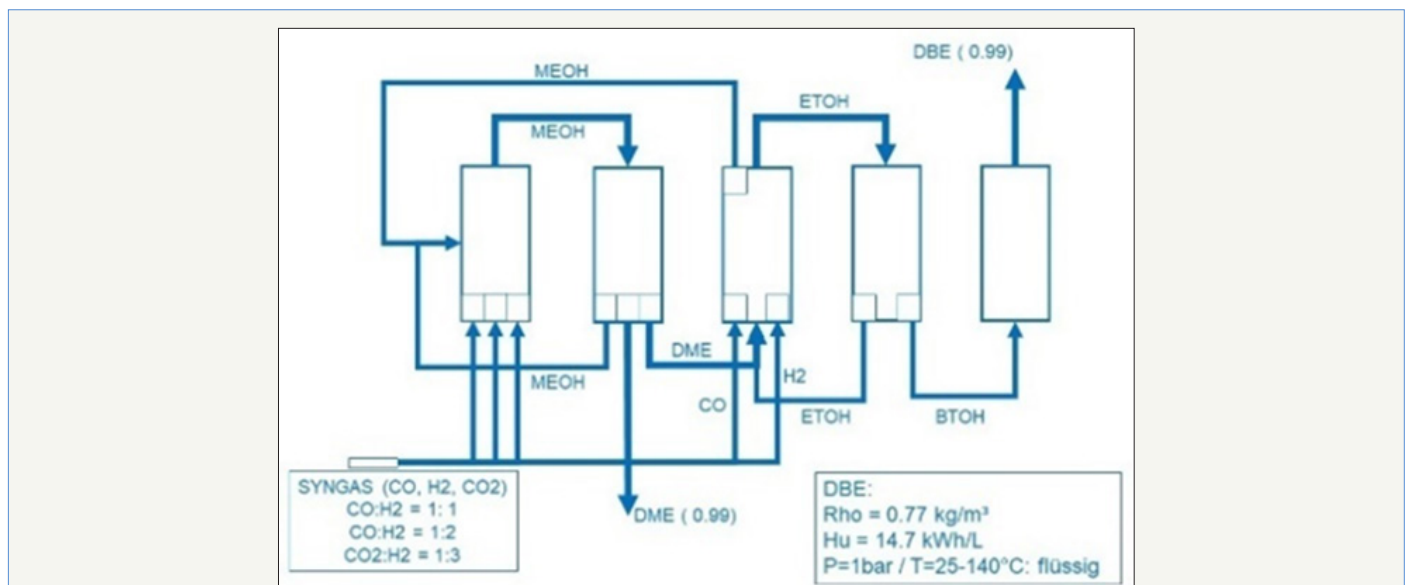 DBE ( 0.99)
MEOH
ETOH
MEOH
DME
H2
MEOH
CO
ETOH
BTOH
SYNGAS (CO, H2, CO2)
CO:H2 = 1: 1
CO:H2 = 1:2
CO2:H2 = 1:3
DME ( 0.99)
DBE:
Rho = 0.77 kg/m³
Hu = 14.7 kWh/L
P=1bar / T=25-140°C: flüssig